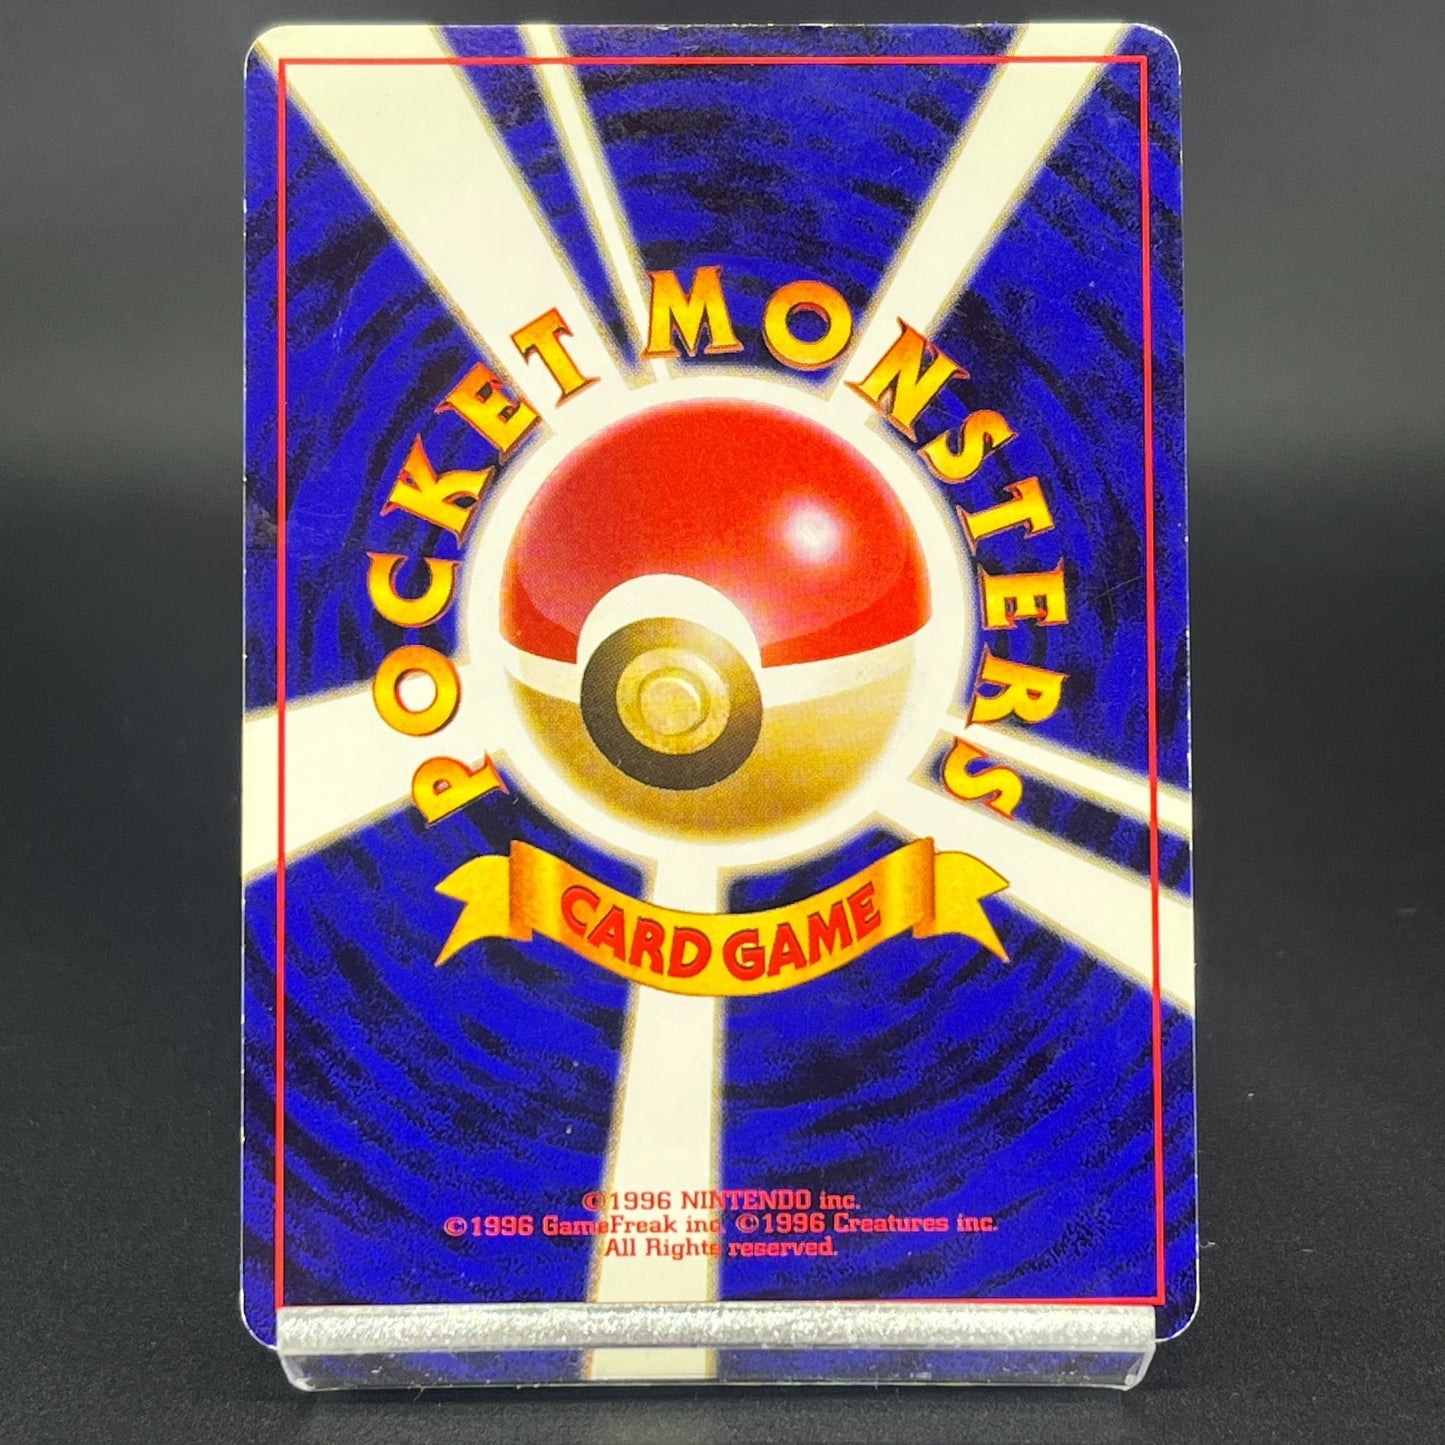 POCKET MONSTERS
CARD GAME
©1996 NINTENDO inc.
©1996 GameFreak inc. ©1996 Creatures inc.
All Rights reserved.